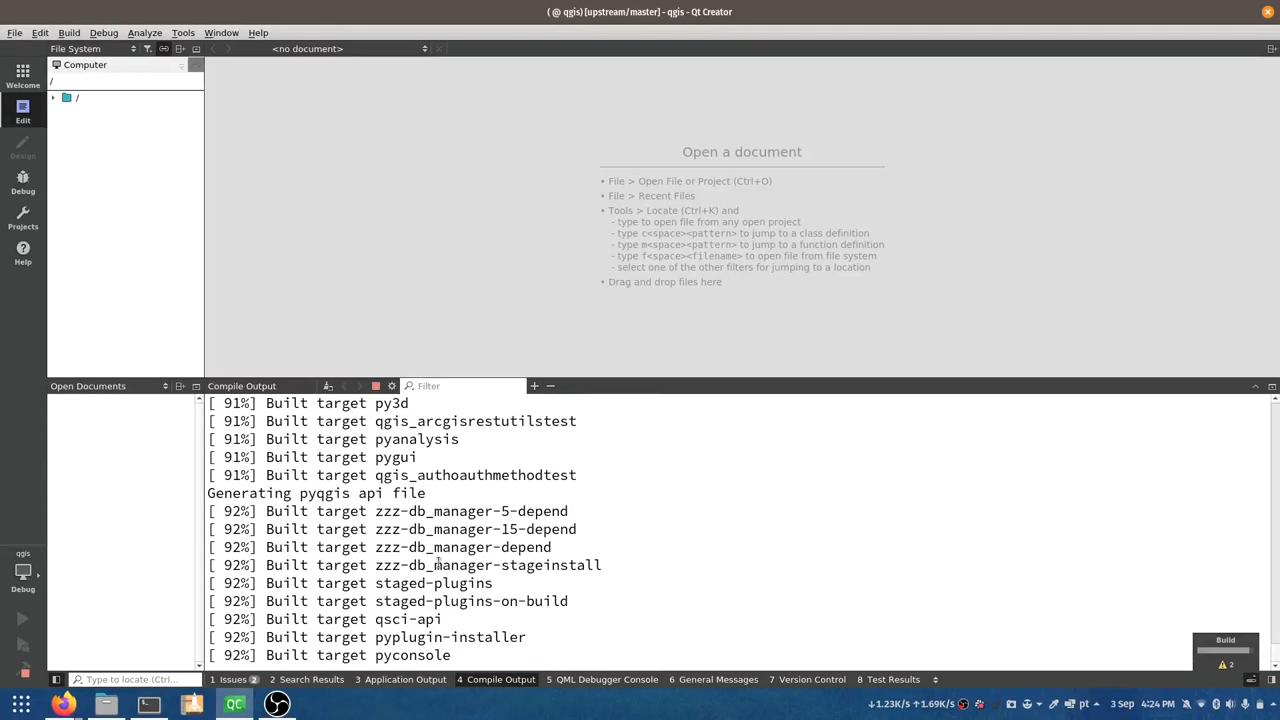 ( @ qgis) [upstream/master] - qgis - Qt Creator
File Edit Build Debug Analyze Tools Window Help
File System
<no document>
Computer
/
/
Welcome
Edit
Design
Debug
Projects
Help
Open a document
• File > Open File or Project (Ctrl+O)
• File > Recent Files
• Tools > Locate (Ctrl+K) and
- type to open file from any open project
- type c<space><pattern> to jump to a class definition
- type m<space><pattern> to jump to a function definition
- type f<space><filename> to open file from file system
- select one of the other filters for jumping to a location
• Drag and drop files here
Open Documents
Compile Output
Filter
[ 91%] Built target py3d
[ 91%] Built target qgis_arcgisrestutilstest
[ 91%] Built target pyanalysis
[ 91%] Built target pygui
[ 91%] Built target qgis_authoauthmethodtest
Generating pyqgis api file
[ 92%] Built target zzz-db_manager-5-depend
[ 92%] Built target zzz-db_manager-15-depend
[ 92%] Built target zzz-db_manager-depend
[ 92%] Built target zzz-db_manager-stageinstall
[ 92%] Built target staged-plugins
[ 92%] Built target staged-plugins-on-build
[ 92%] Built target qsci-api
[ 92%] Built target pyplugin-installer
[ 92%] Built target pyconsole
qgis
Debug
Build
2
Type to locate (Ctrl...
1 Issues 2
2 Search Results
3 Application Output
4 Compile Output
5 QML Debugger Console
6 General Messages
7 Version Control
8 Test Results
QC
↓1.23K/s ↑1.69K/s
pt
3 Sep 4:24 PM